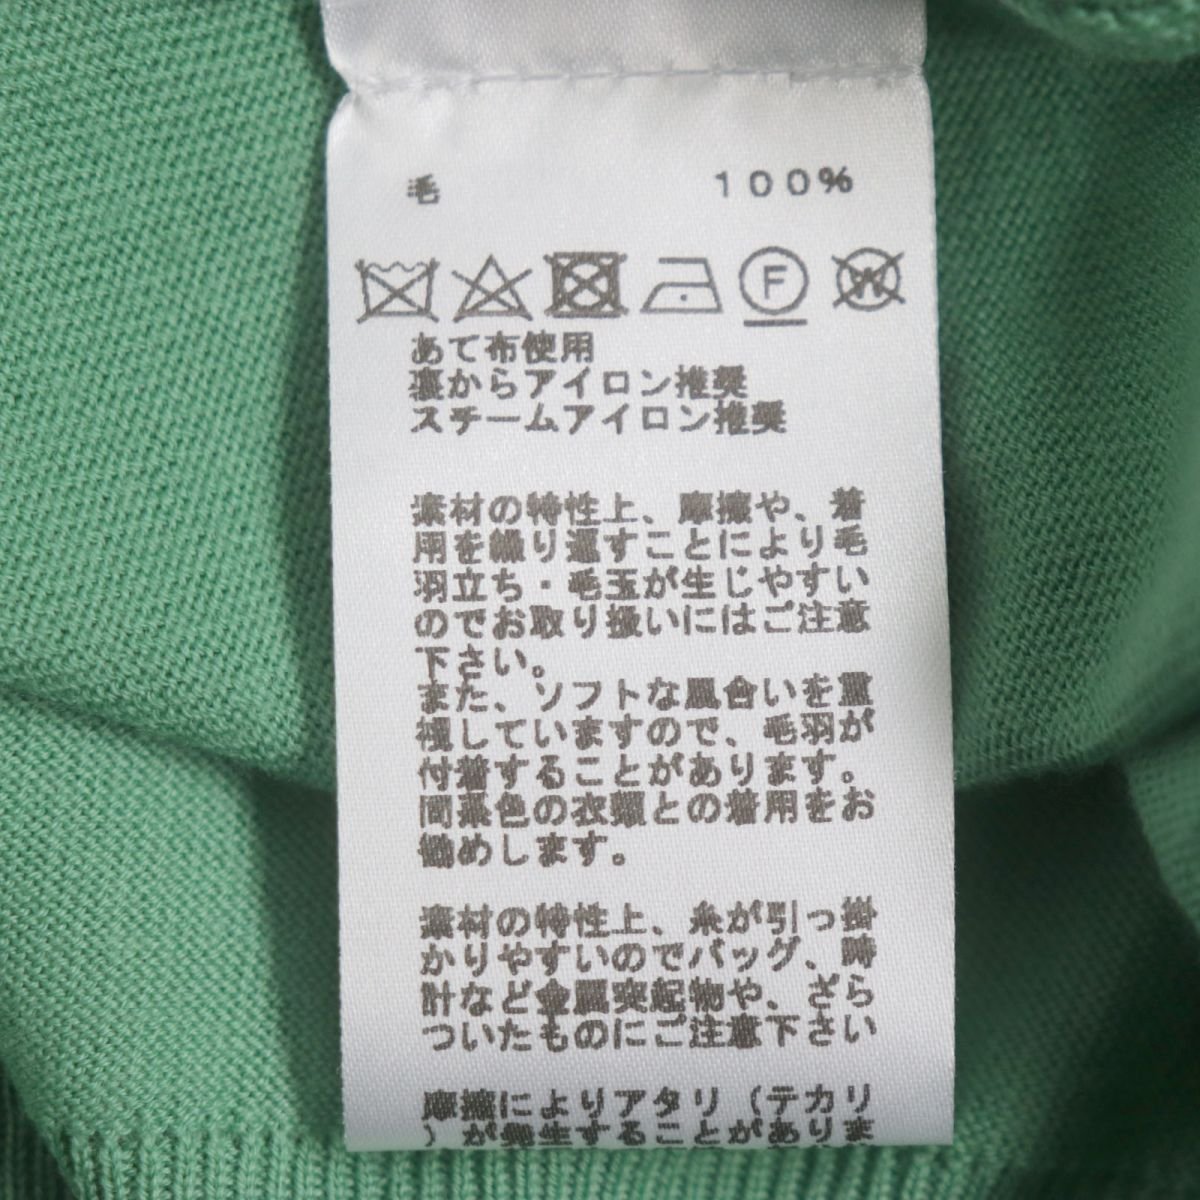 毛 100%
F W
あて布使用
裏からアイロン推奨
スチームアイロン推奨
素材の特性上、摩擦や、着
用を繰り返すことにより毛
羽立ち・毛玉が生じやすい
のでお取り扱いにはご注意
下さい。
また、ソフトな風合いを重
視していますので、毛羽が
付着することがあります。
同系色の衣類との着用をお
勧めします。
素材の特性上、糸が引っ掛
かりやすいのでバッグ、時
計など金属突起物や、ざら
ついたものにご注意下さい
摩擦によりアタリ（テカリ
）が発生することがありま